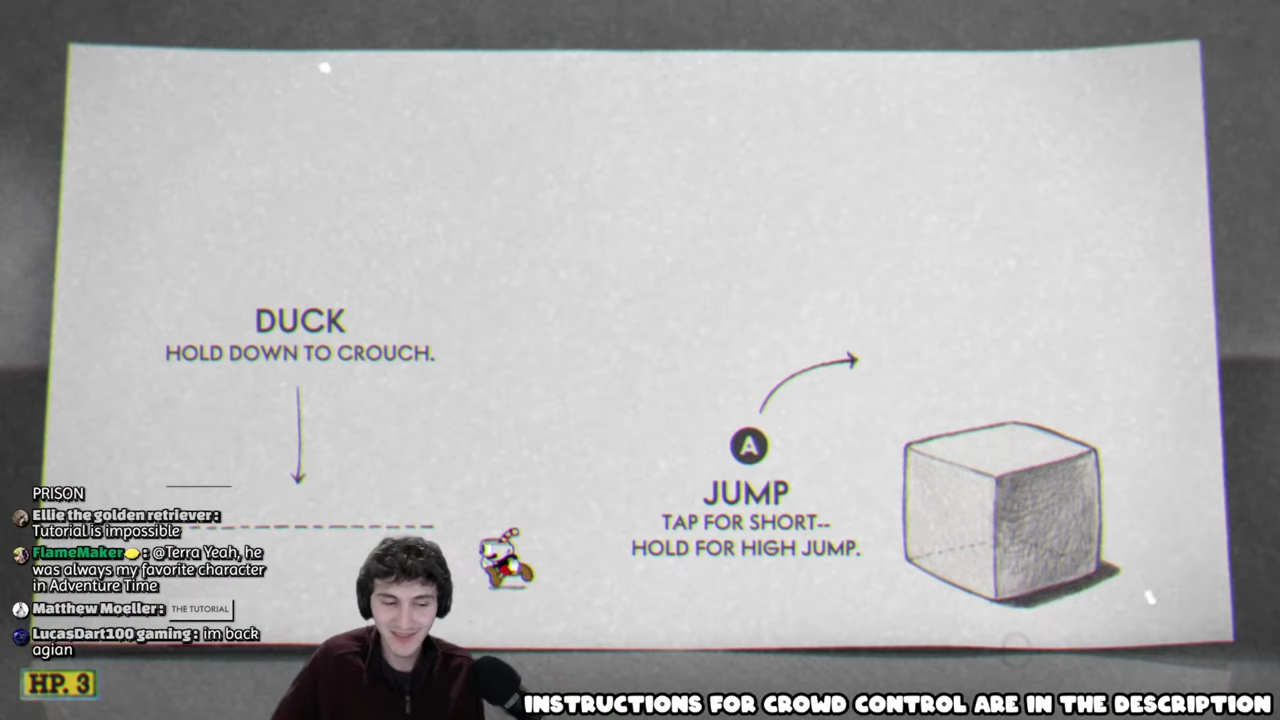 DUCK
HOLD DOWN TO CROUCH.
A
JUMP
TAP FOR SHORT--
HOLD FOR HIGH JUMP.
PRISON
Ellie the golden retriever:
Tutorial is impossible
FlameMaker: @Terra Yeah, he
was always my favorite character
in Adventure Time
Matthew Moeller: THE TUTORIAL
LucasDart100 gaming: im back
agian
HP. 3
INSTRUCTIONS FOR CROWD CONTROL ARE IN THE DESCRIPTION